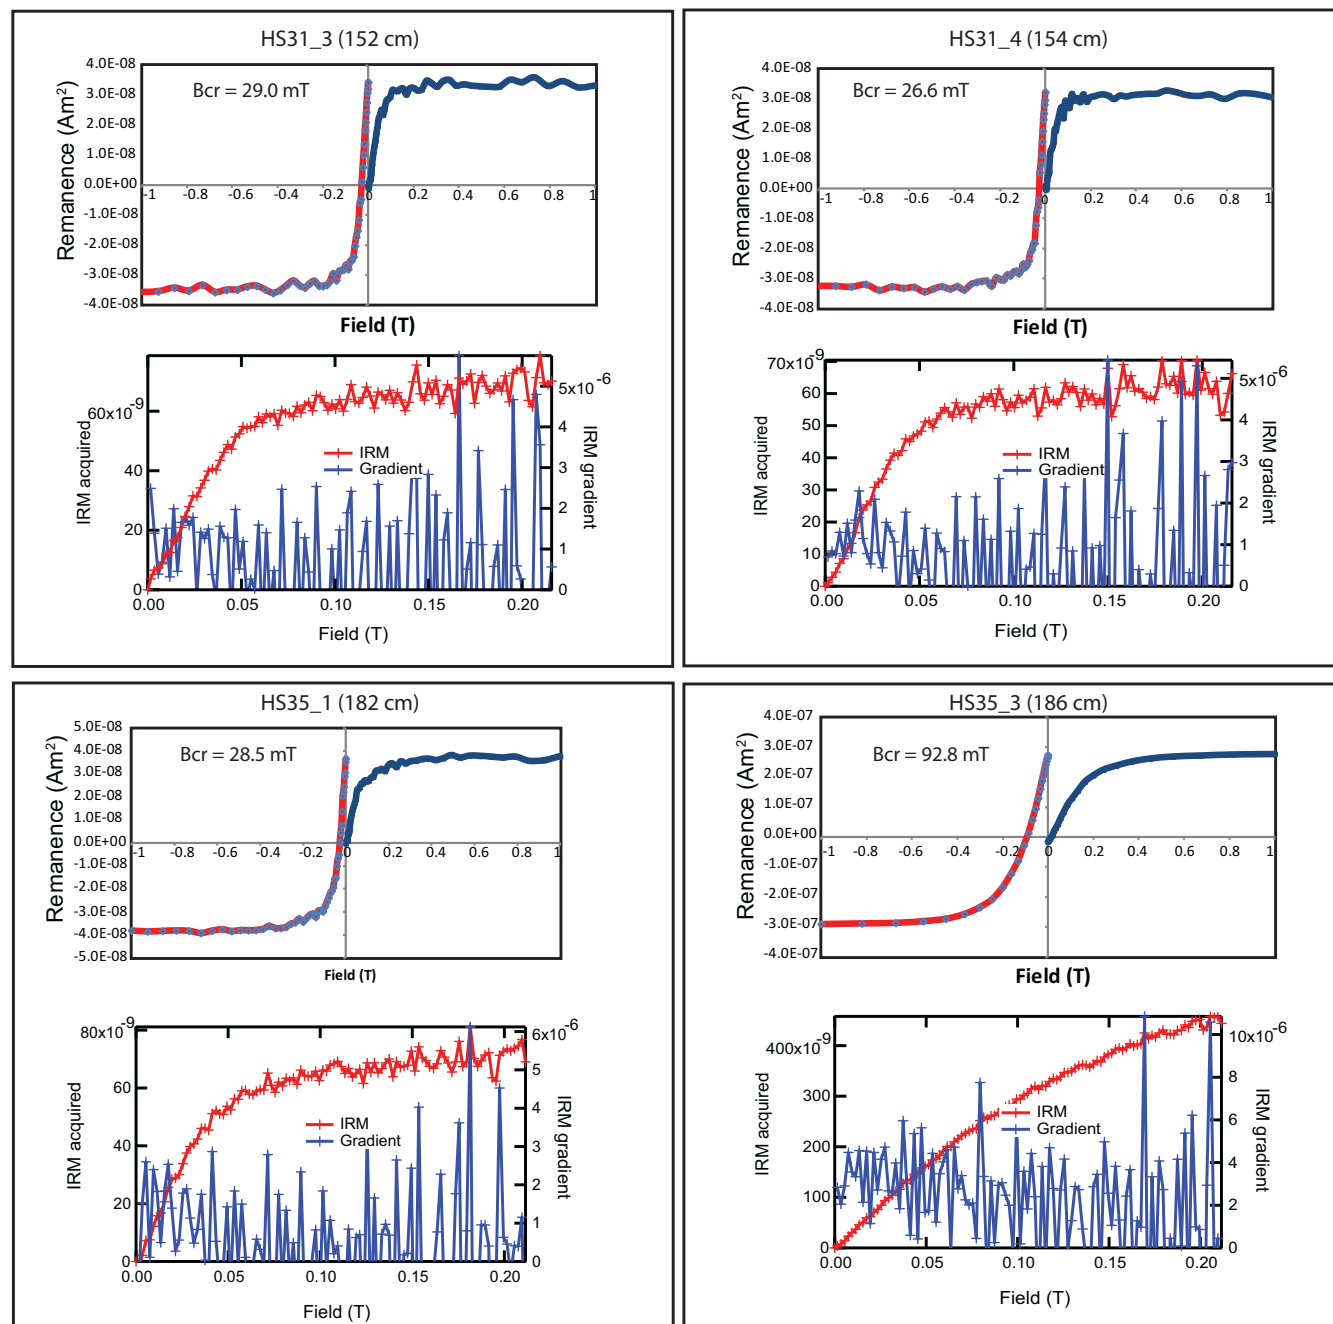 HS31_3 (152 cm)
Bcr = 29.0 mT
Remanence (Am²)
4.0E-08
3.0E-08
2.0E-08
1.0E-08
0.0E+00
-1.0E-08
-2.0E-08
-3.0E-08
-4.0E-08
-1 -0.8 -0.6 -0.4 -0.2 0 0.2 0.4 0.6 0.8 1
Field (T)
IRM acquired
60x10⁻⁹
40
20
0
IRM
Gradient
5x10⁻⁶
4
3
2
1
0
IRM gradient
0.00 0.05 0.10 0.15 0.20
Field (T)
HS31_4 (154 cm)
Bcr = 26.6 mT
Remanence (Am²)
4.0E-08
3.0E-08
2.0E-08
1.0E-08
0.0E+00
-1.0E-08
-2.0E-08
-3.0E-08
-4.0E-08
-1 -0.8 -0.6 -0.4 -0.2 0 0.2 0.4 0.6 0.8 1
Field (T)
IRM acquired
70x10⁻⁹
60
50
40
30
20
10
0
IRM
Gradient
5x10⁻⁶
4
3
2
1
0
IRM gradient
0.00 0.05 0.10 0.15 0.20
Field (T)
HS35_1 (182 cm)
Bcr = 28.5 mT
Remanence (Am²)
5.0E-08
4.0E-08
3.0E-08
2.0E-08
1.0E-08
0.0E+00
-1.0E-08
-2.0E-08
-3.0E-08
-4.0E-08
-5.0E-08
-1 -0.8 -0.6 -0.4 -0.2 0 0.2 0.4 0.6 0.8 1
Field (T)
IRM acquired
80x10⁻⁹
60
40
20
0
IRM
Gradient
6x10⁻⁶
5
4
3
2
1
0
IRM gradient
0.00 0.05 0.10 0.15 0.20
Field (T)
HS35_3 (186 cm)
Bcr = 92.8 mT
Remanence (Am²)
4.0E-07
3.0E-07
2.0E-07
1.0E-07
0.0E+00
-1.0E-07
-2.0E-07
-3.0E-07
-4.0E-07
-1 -0.8 -0.6 -0.4 -0.2 0 0.2 0.4 0.6 0.8 1
Field (T)
IRM acquired
400x10⁻⁹
300
200
100
0
IRM
Gradient
10x10⁻⁶
8
6
4
2
0
IRM gradient
0.00 0.05 0.10 0.15 0.20
Field (T)